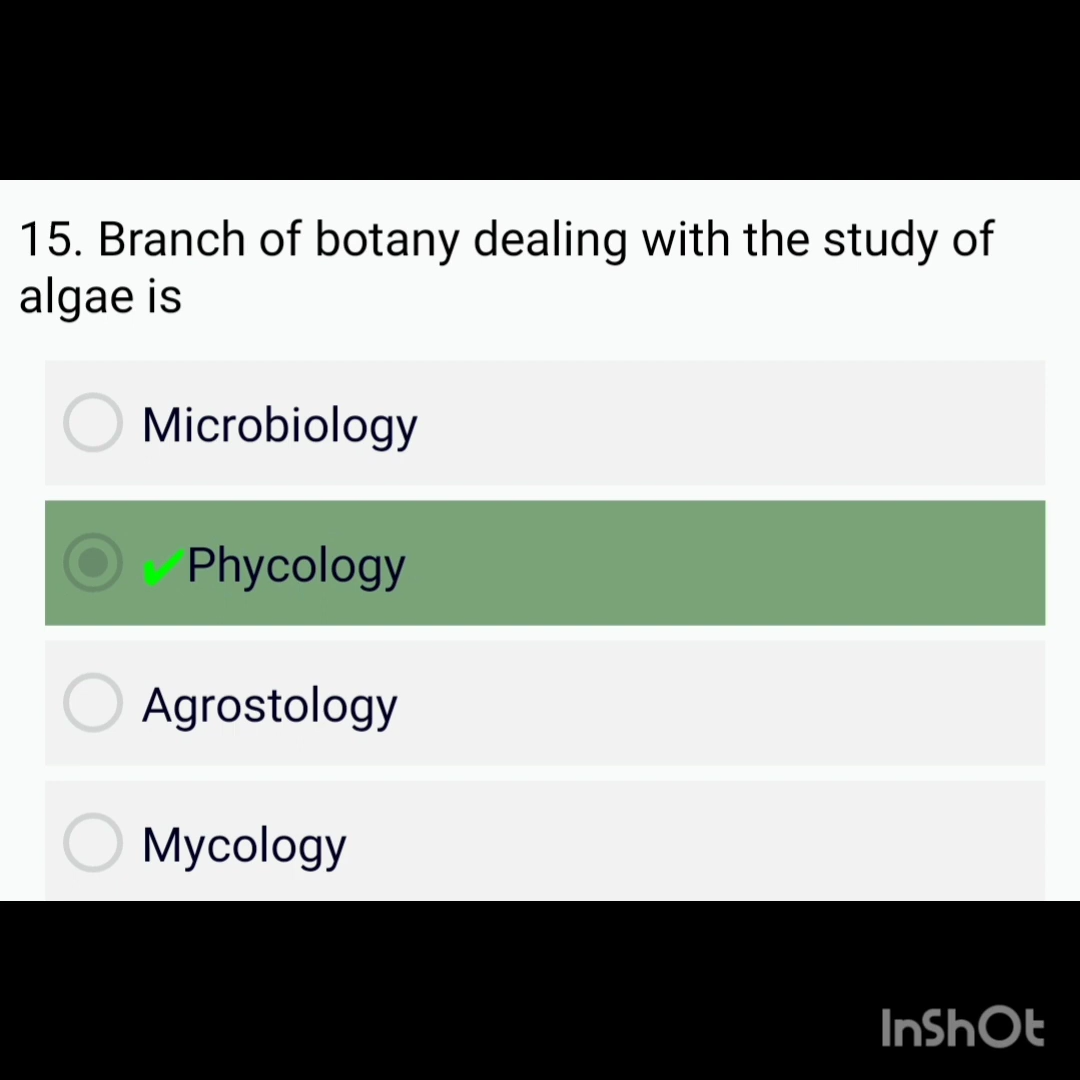 15. Branch of botany dealing with the study of
algae is
Microbiology
✔Phycology
Agrostology
Mycology
InShOt